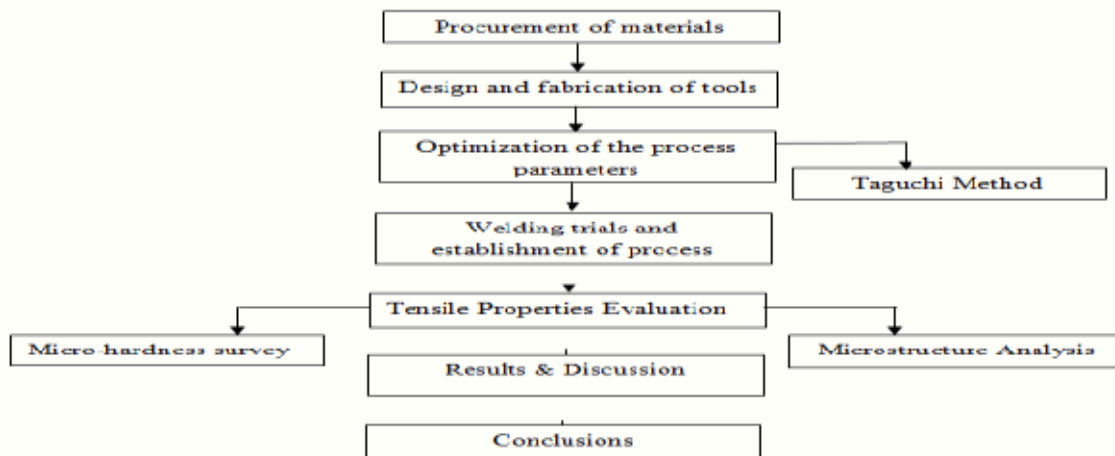 Procurement of materials
Design and fabrication of tools
Optimization of the process
parameters
Taguchi Method
Welding trials and
establishment of process
Tensile Properties Evaluation
Micro-hardness survey
Microstructure Analysis
Results & Discussion
Conclusions